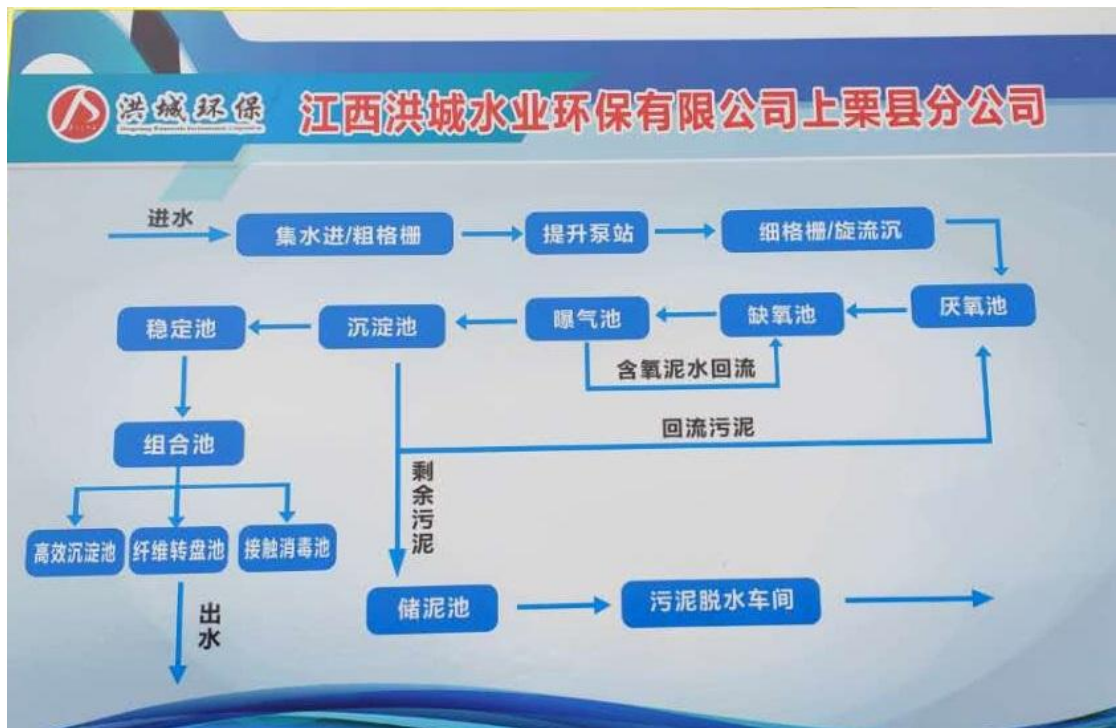 洪城环保
江西洪城水业环保有限公司上栗县分公司
进水
集水进/粗格栅
提升泵站
细格栅/旋流沉
稳定池
沉淀池
曝气池
缺氧池
厌氧池
含氧泥水回流
回流污泥
组合池
剩余污泥
高效沉淀池
纤维转盘池
接触消毒池
出水
储泥池
污泥脱水车间